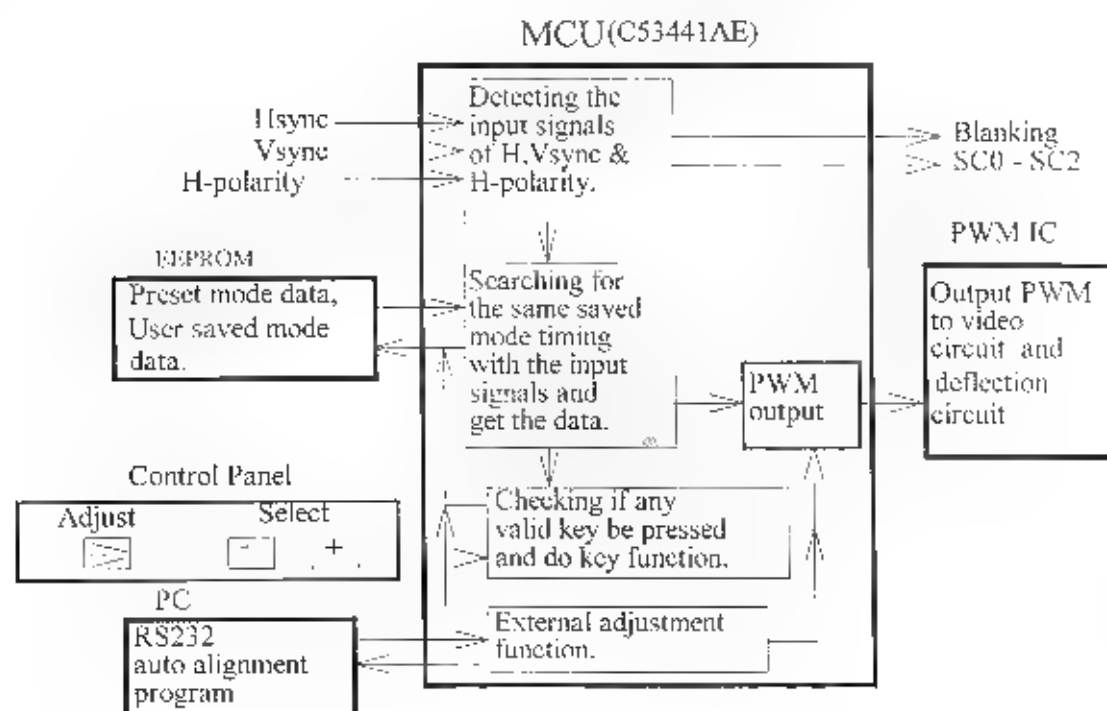 MCU(C53441AE)
Hsync
Vsync
H-polarity
Detecting the
input signals
of H,Vsync &
H-polarity.
Blanking
SC0 - SC2
EEPROM
Preset mode data,
User saved mode
data.
Searching for
the same saved
mode timing
with the input
signals and
get the data.
PWM
output
PWM IC
Output PWM
to video
circuit and
deflection
circuit
Control Panel
Adjust
Select
-
+
Checking if any
valid key be pressed
and do key function.
PC
RS232
auto alignment
program
External adjustment
function.